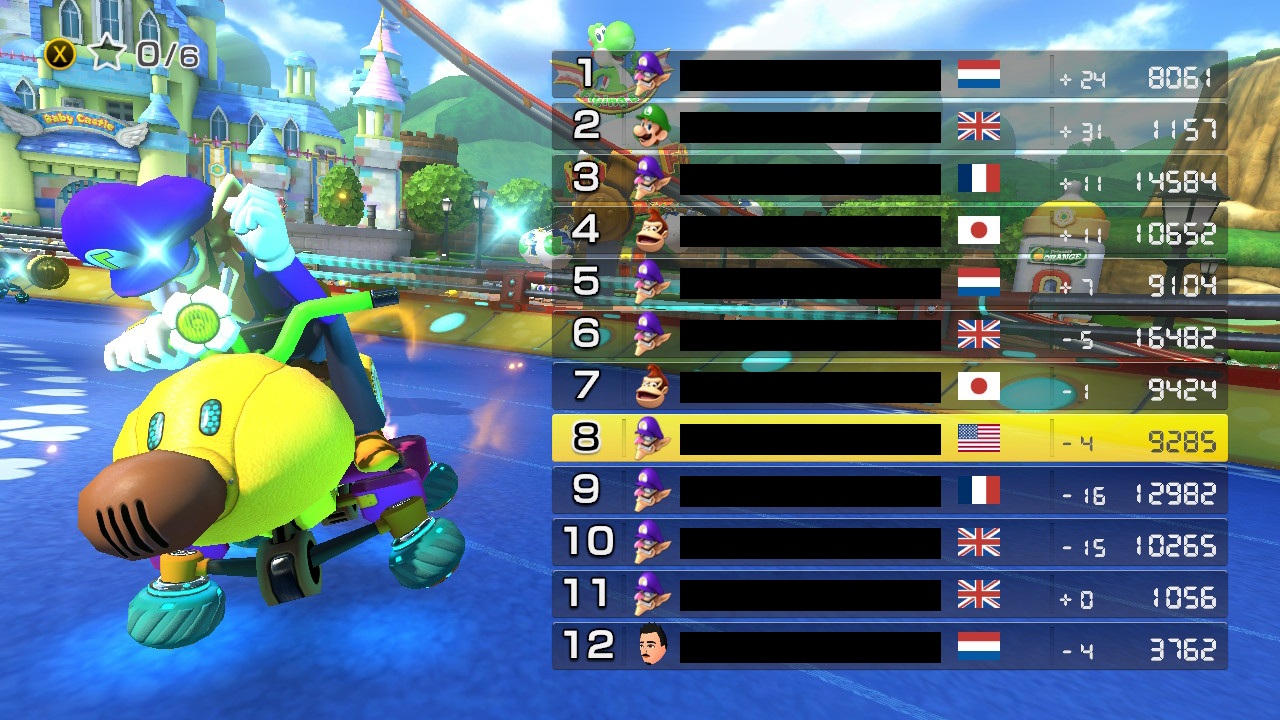 X 0/6
Baby Castle
1 + 24 8061
2 + 31 1157
3 + 11 14584
4 + 11 10652
ORANGE
5 + 7 9104
6 - 5 16482
7 - 1 9424
8 - 4 9285
9 - 16 12982
10 - 15 10265
11 + 0 1056
12 - 4 3762